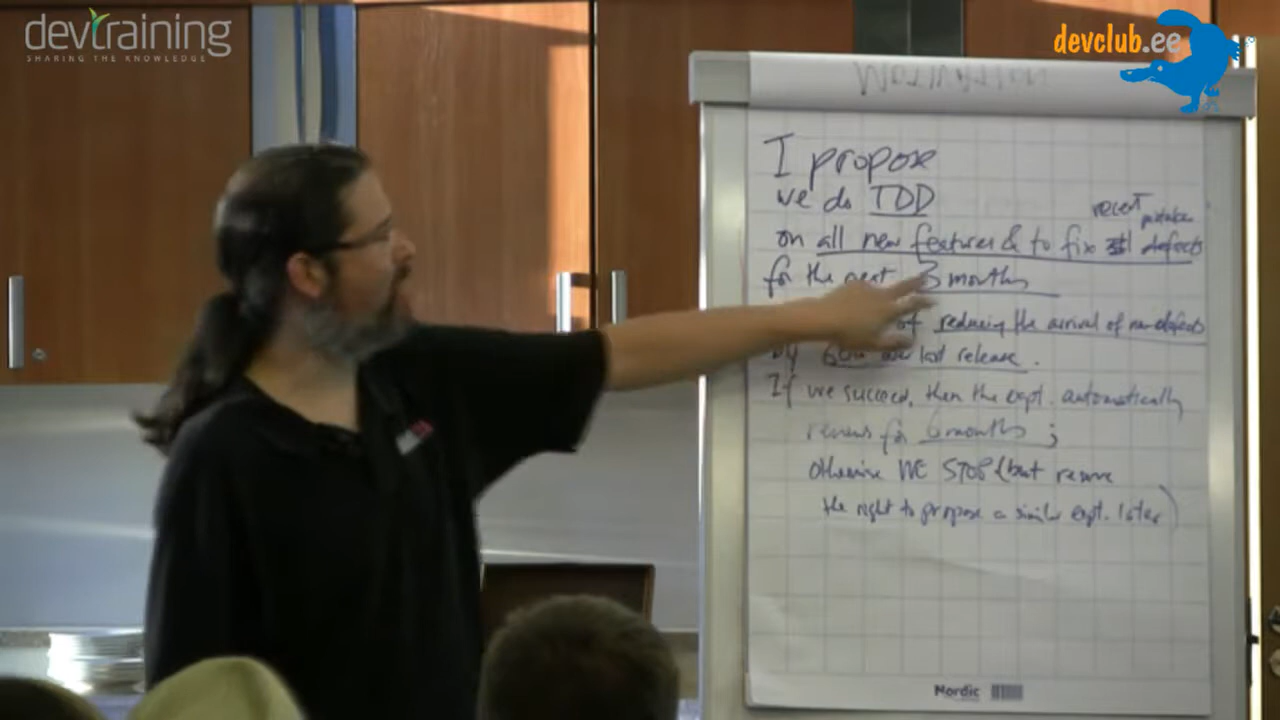 devtraining
SHARING THE KNOWLEDGE
devclub.ee
I propose
we do TDD
recent
on all new features & to fix defects
for the next 3 months
of reducing the arrival of new defects
by last release.
If we succeed, then the expt. automatically
renews for 6 months ;
otherwise WE STOP (but reserve
the right to propose a similar expt. later)
Nordic